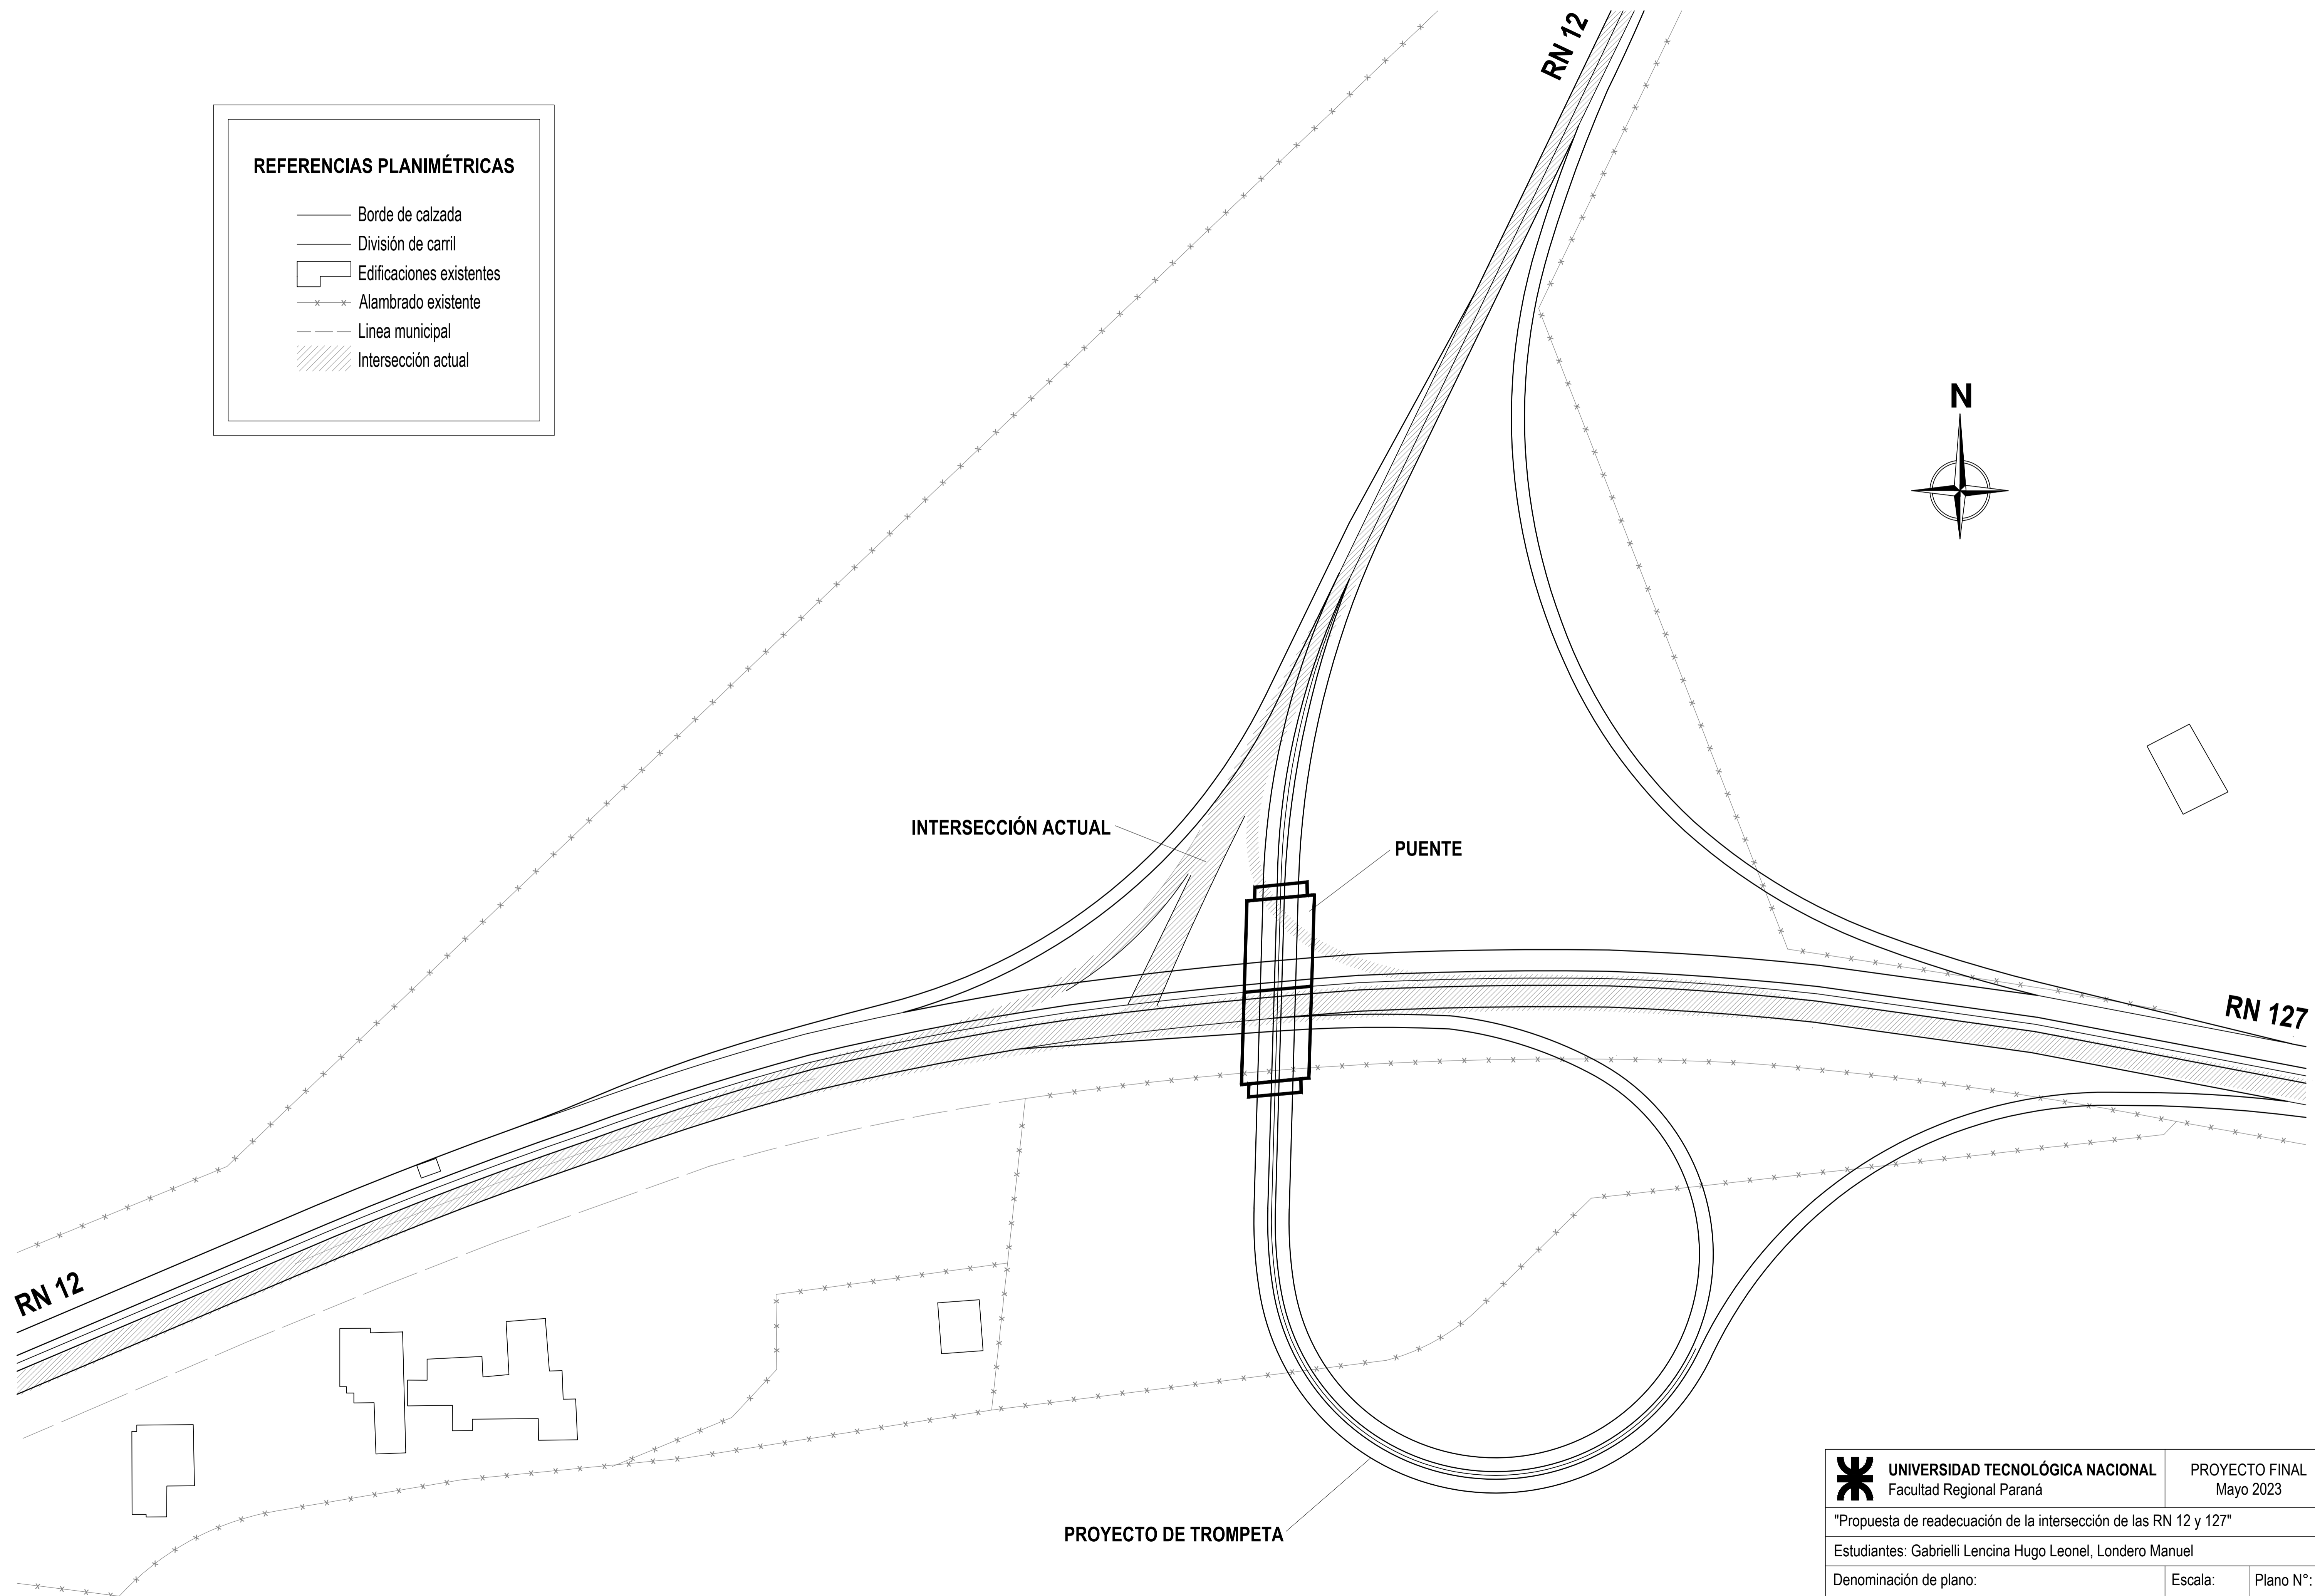 RN 12
REFERENCIAS PLANIMÉTRICAS
Borde de calzada
División de carril
Edificaciones existentes
Alambrado existente
Linea municipal
Intersección actual
N
INTERSECCIÓN ACTUAL
PUENTE
RN 127
RN 12
PROYECTO DE TROMPETA
UNIVERSIDAD TECNOLÓGICA NACIONAL
Facultad Regional Paraná
PROYECTO FINAL
Mayo 2023
"Propuesta de readecuación de la intersección de las RN 12 y 127"
Estudiantes: Gabrielli Lencina Hugo Leonel, Londero Manuel
Denominación de plano:
Escala:
Plano N°: